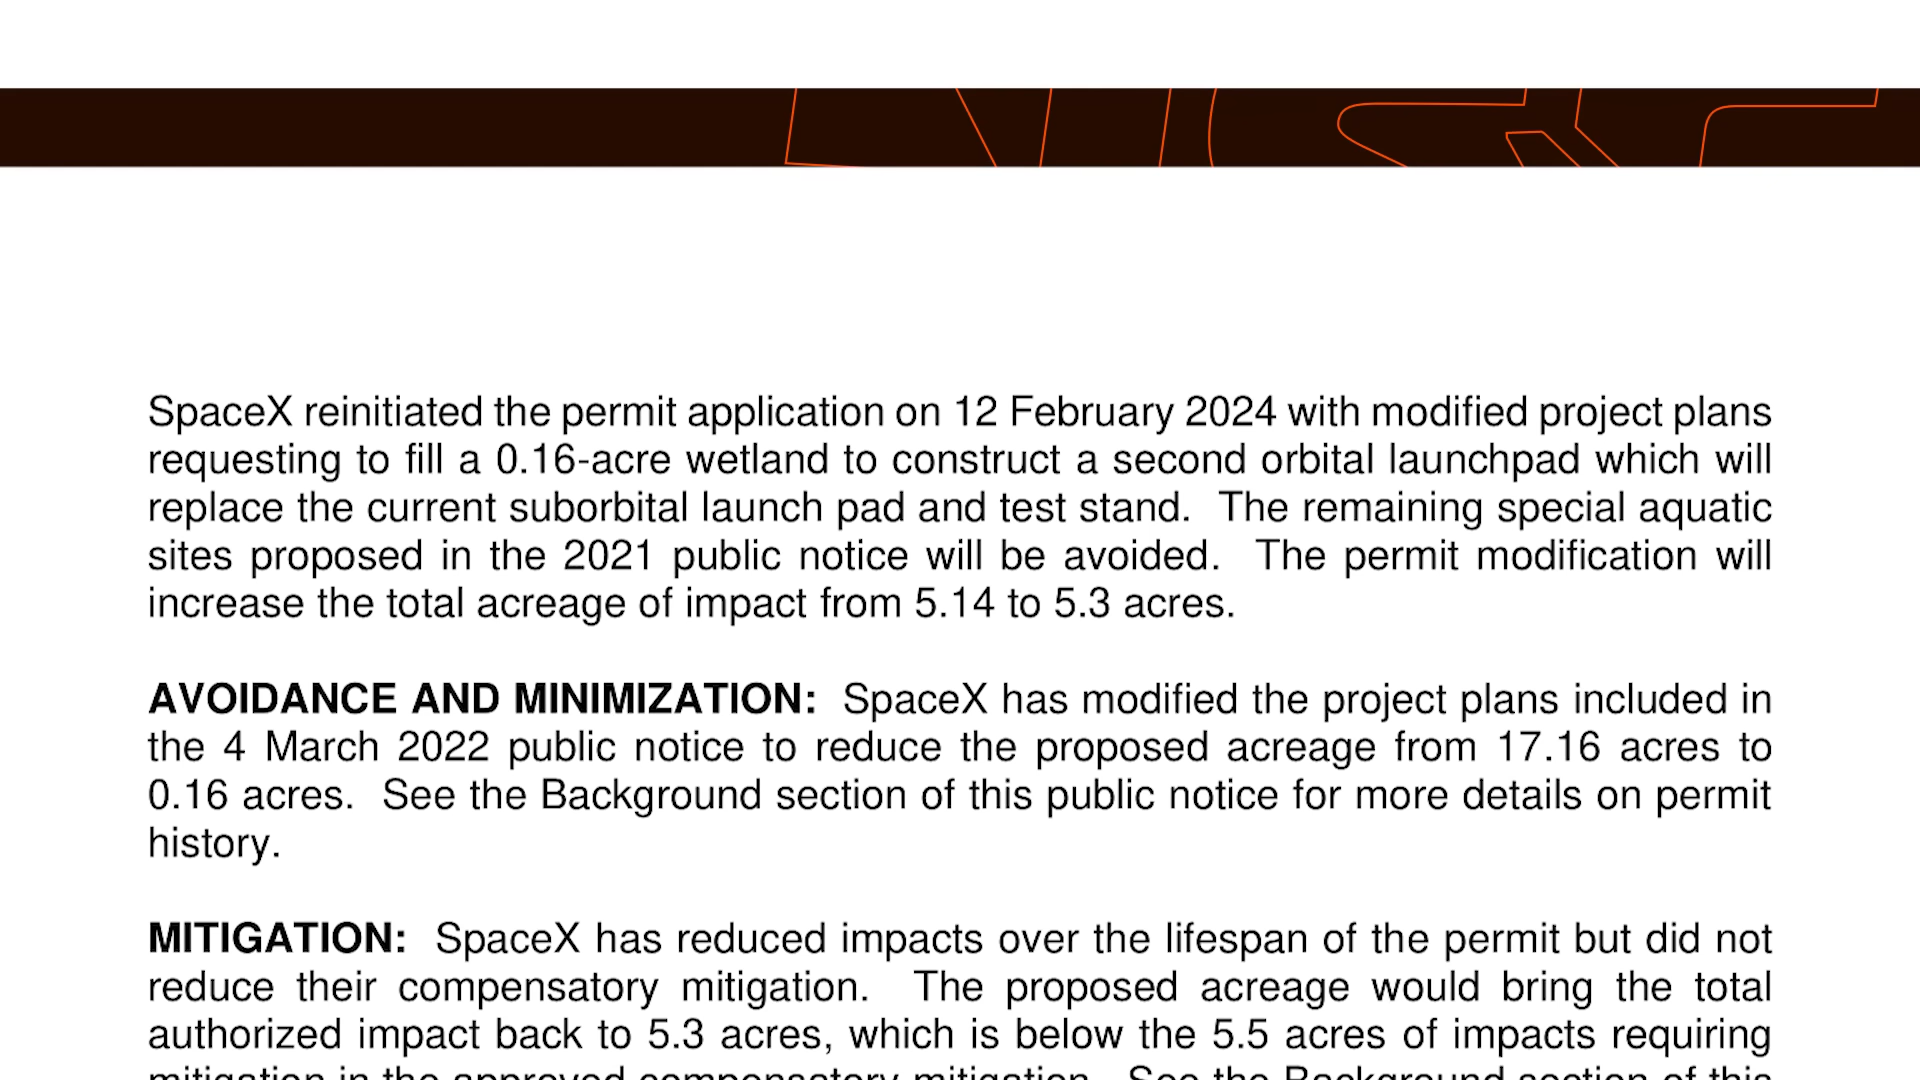 SpaceX reinitiated the permit application on 12 February 2024 with modified project plans
requesting to fill a 0.16-acre wetland to construct a second orbital launchpad which will
replace the current suborbital launch pad and test stand. The remaining special aquatic
sites proposed in the 2021 public notice will be avoided. The permit modification will
increase the total acreage of impact from 5.14 to 5.3 acres.
AVOIDANCE AND MINIMIZATION: SpaceX has modified the project plans included in
the 4 March 2022 public notice to reduce the proposed acreage from 17.16 acres to
0.16 acres. See the Background section of this public notice for more details on permit
history.
MITIGATION: SpaceX has reduced impacts over the lifespan of the permit but did not
reduce their compensatory mitigation. The proposed acreage would bring the total
authorized impact back to 5.3 acres, which is below the 5.5 acres of impacts requiring
mitigation in the approved compensatory mitigation. See the Background section of this